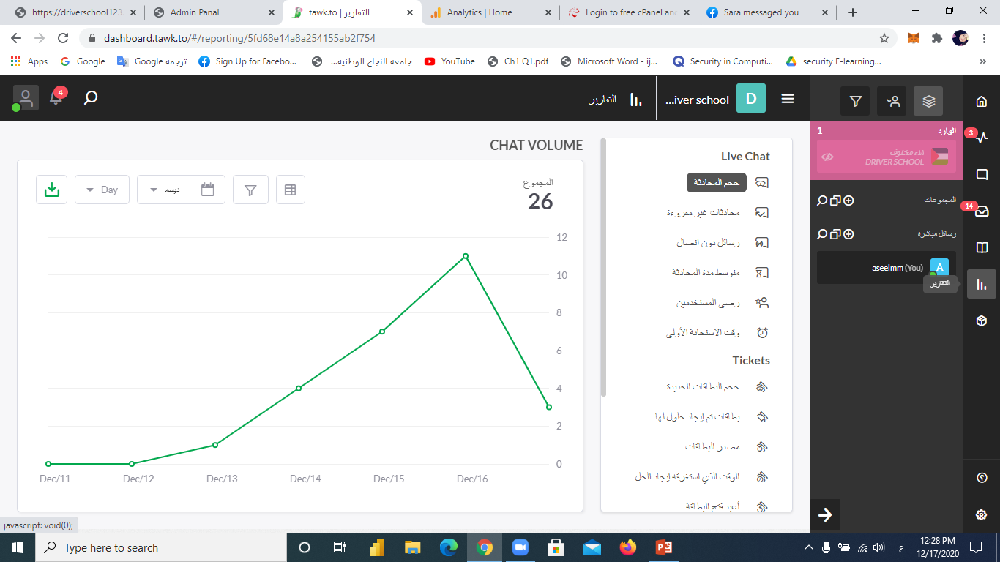 https://driverschool123.
Admin Panal
tawk.to | التقارير
Analytics | Home
Login to free cPanel and
Sara messaged you
dashboard.tawk.to/#/reporting/5fd68e14a8a254155ab2f754
Apps
Google
Google ترجمة
Sign Up for Facebo...
جامعة النجاح الوطنية...
YouTube
Ch1 Q1.pdf
Microsoft Word - ij...
Security in Computi...
security E-learning...
»
4
التقارير
...iver school
D
CHAT VOLUME
Day
ديسم
المجموع
26
12
10
8
6
4
2
0
Dec/11
Dec/12
Dec/13
Dec/14
Dec/15
Dec/16
Live Chat
حجم المحادثة
محادثات غير مقروءة
رسائل دون اتصال
متوسط مدة المحادثة
رضى المستخدمين
وقت الاستجابة الأولى
Tickets
حجم البطاقات الجديدة
بطاقات تم إيجاد حلول لها
مصدر البطاقات
الوقت الذي استغرقه إيجاد الحل
أعيد فتح البطاقة
1
الوارد
الاء مخلوف
DRIVER SCHOOL
المجموعات
رسائل مباشرة
aseelmm (You)
A
التقارير
3
14
javascript: void(0);
Type here to search
ع
12:28 PM
12/17/2020